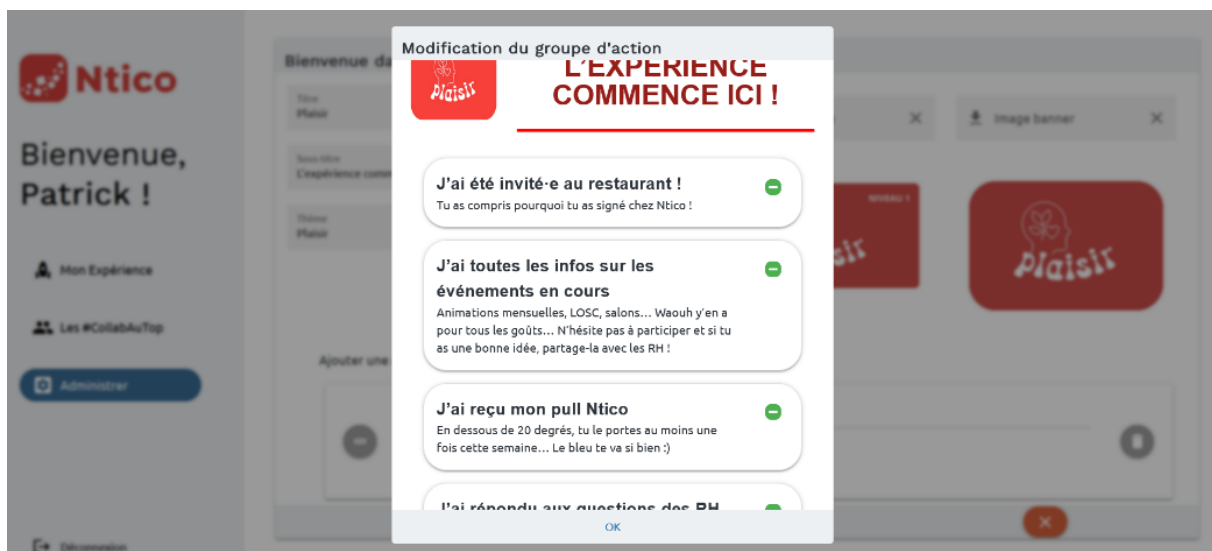 Ntico
Bienvenue,
Patrick !
Mon Expérience
Les #CollabAuTop
Administrer
Déconnexion
Bienvenue da
Titre
Plaisir
Sous titre
L'expérience comm
Thème
Plaisir
Ajouter une
Modification du groupe d'action
plaisir
L'EXPERIENCE
COMMENCE ICI !
J'ai été invité·e au restaurant !
Tu as compris pourquoi tu as signé chez Ntico !
J'ai toutes les infos sur les
événements en cours
Animations mensuelles, LOSC, salons... Waouh y'en a
pour tous les goûts... N'hésite pas à participer et si tu
as une bonne idée, partage-la avec les RH !
J'ai reçu mon pull Ntico
En dessous de 20 degrés, tu le portes au moins une
fois cette semaine... Le bleu te va si bien :)
J'ai répondu aux questions des RH
OK
Image banner
NIVEAU 1
plaisir